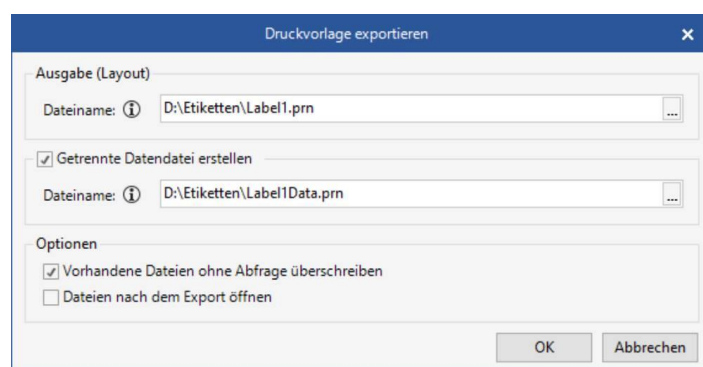 Druckvorlage exportieren
Ausgabe (Layout)
Dateiname: D:\Etiketten\Label1.prn ...
Getrennte Datendatei erstellen
Dateiname: D:\Etiketten\Label1Data.prn ...
Optionen
Vorhandene Dateien ohne Abfrage überschreiben
Dateien nach dem Export öffnen
OK Abbrechen